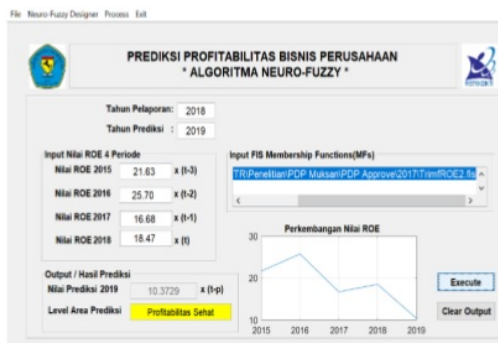 File Neuro-Fuzzy Designer Process Exit
PREDIKSI PROFITABILITAS BISNIS PERUSAHAAN
* ALGORITMA NEURO-FUZZY *
Tahun Pelaporan: 2018
Tahun Prediksi : 2019
Input Nilai ROE 4 Periode
Nilai ROE 2015 21.63 x (t-3)
Nilai ROE 2016 25.70 x (t-2)
Nilai ROE 2017 16.68 x (t-1)
Nilai ROE 2018 18.47 x (t)
Input FIS Membership Functions(MFs)
TR\Penelitian\PDP Muksan\PDP Approve\2017\TrimfROE2.fis
Perkembangan Nilai ROE
30
20
10
2015 2016 2017 2018 2019
Output / Hasil Prediksi
Nilai Prediksi 2019 10.3729 x (t-p)
Level Area Prediksi Profitabilitas Sehat
Execute
Clear Output